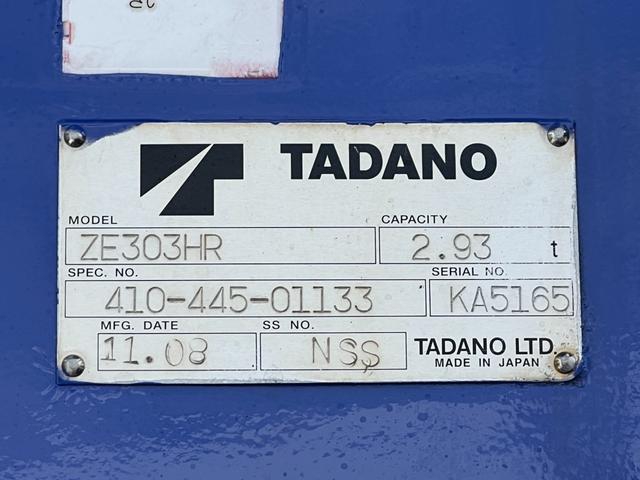 TADANO
MODEL CAPACITY
ZE303HR 2.93 t
SPEC. NO. SERIAL NO.
410-445-01133 KA5165
MFG. DATE SS NO.
11.08 NSS TADANO LTD.
MADE IN JAPAN